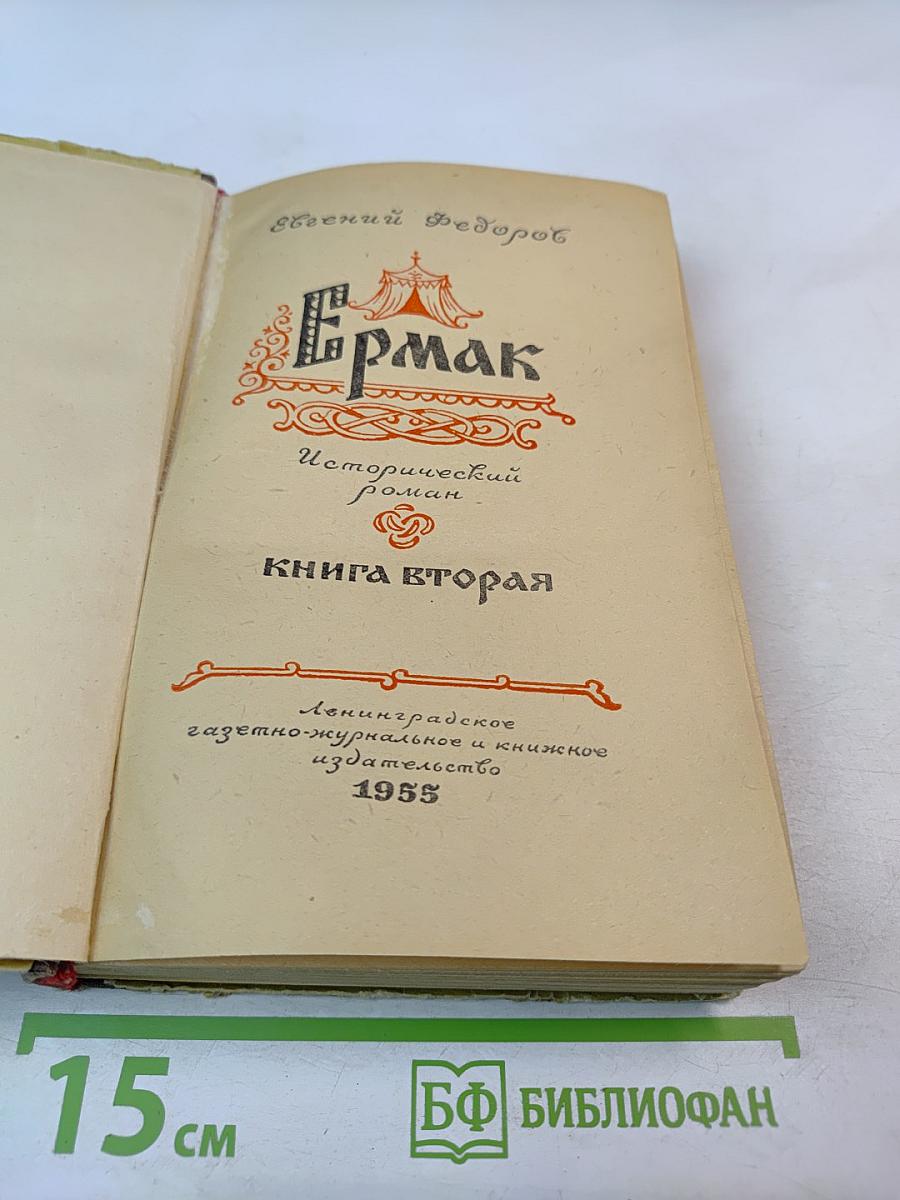 Евгений Федоров
Ермак
Исторический
роман
КНИГА ВТОРАЯ
Ленинградское
газетно-журнальное и книжное
издательство
1955
15 см
БФ БИБЛИОФАН